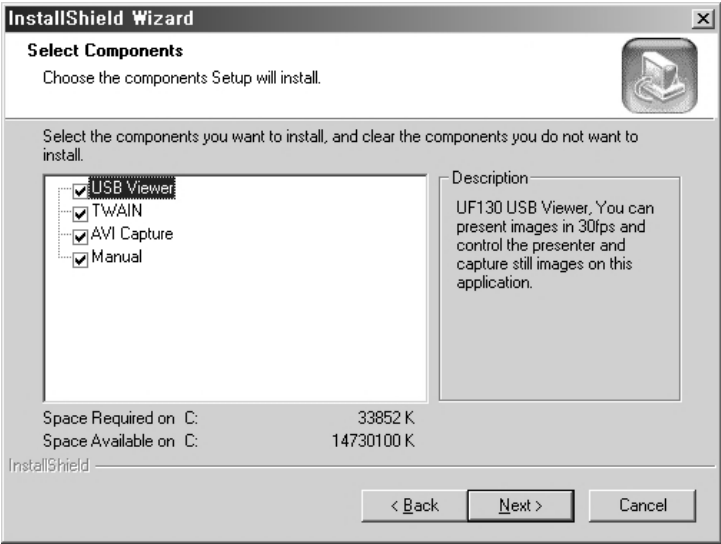 InstallShield Wizard
Select Components
Choose the components Setup will install.
Select the components you want to install, and clear the components you do not want to
install.
USB Viewer
TWAIN
AVI Capture
Manual
Description
UF130 USB Viewer, You can
present images in 30fps and
control the presenter and
capture still images on this
application.
Space Required on  C: 33852 K
Space Available on  C: 14730100 K
InstallShield
< Back Next > Cancel